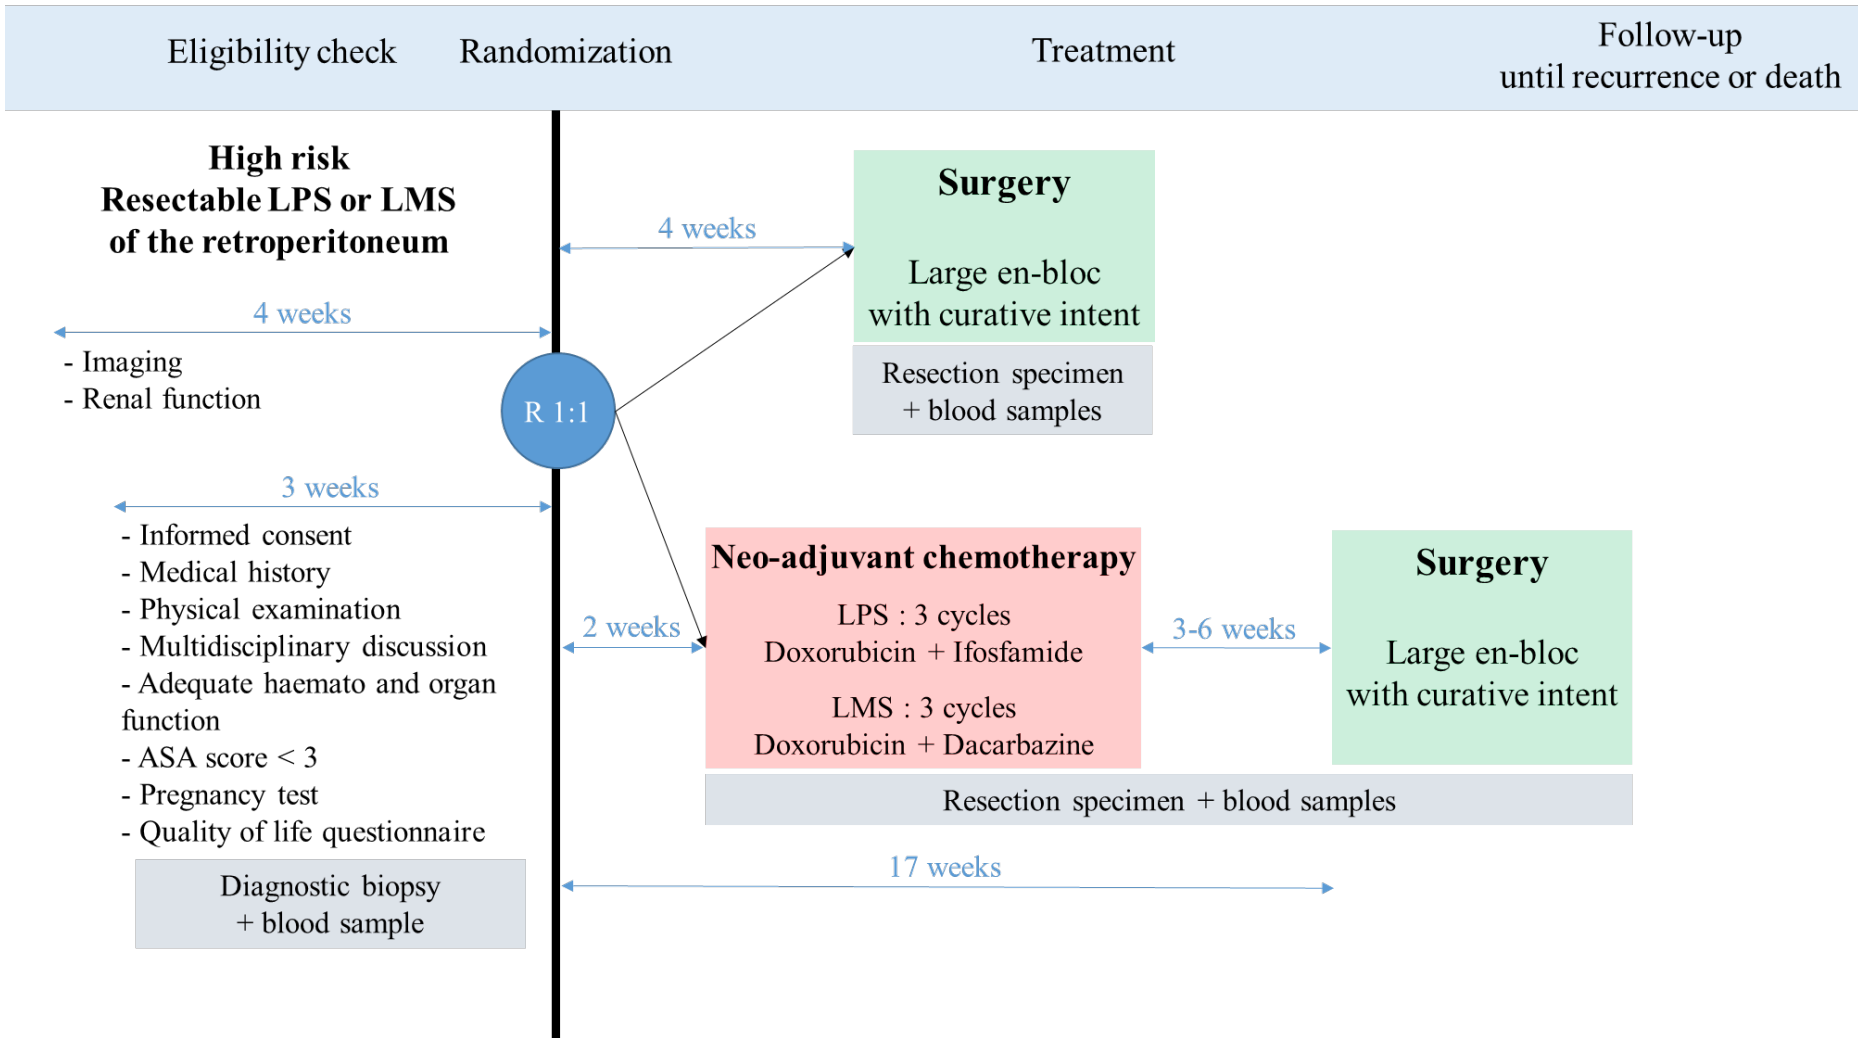 Eligibility check
Randomization
Treatment
Follow-up
until recurrence or death
High risk
Resectable LPS or LMS
of the retroperitoneum
4 weeks
- Imaging
- Renal function
3 weeks
- Informed consent
- Medical history
- Physical examination
- Multidisciplinary discussion
- Adequate haemato and organ
function
- ASA score < 3
- Pregnancy test
- Quality of life questionnaire
Diagnostic biopsy
+ blood sample
R 1:1
4 weeks
Surgery
Large en-bloc
with curative intent
Resection specimen
+ blood samples
2 weeks
Neo-adjuvant chemotherapy
LPS : 3 cycles
Doxorubicin + Ifosfamide
LMS : 3 cycles
Doxorubicin + Dacarbazine
3-6 weeks
Surgery
Large en-bloc
with curative intent
Resection specimen + blood samples
17 weeks